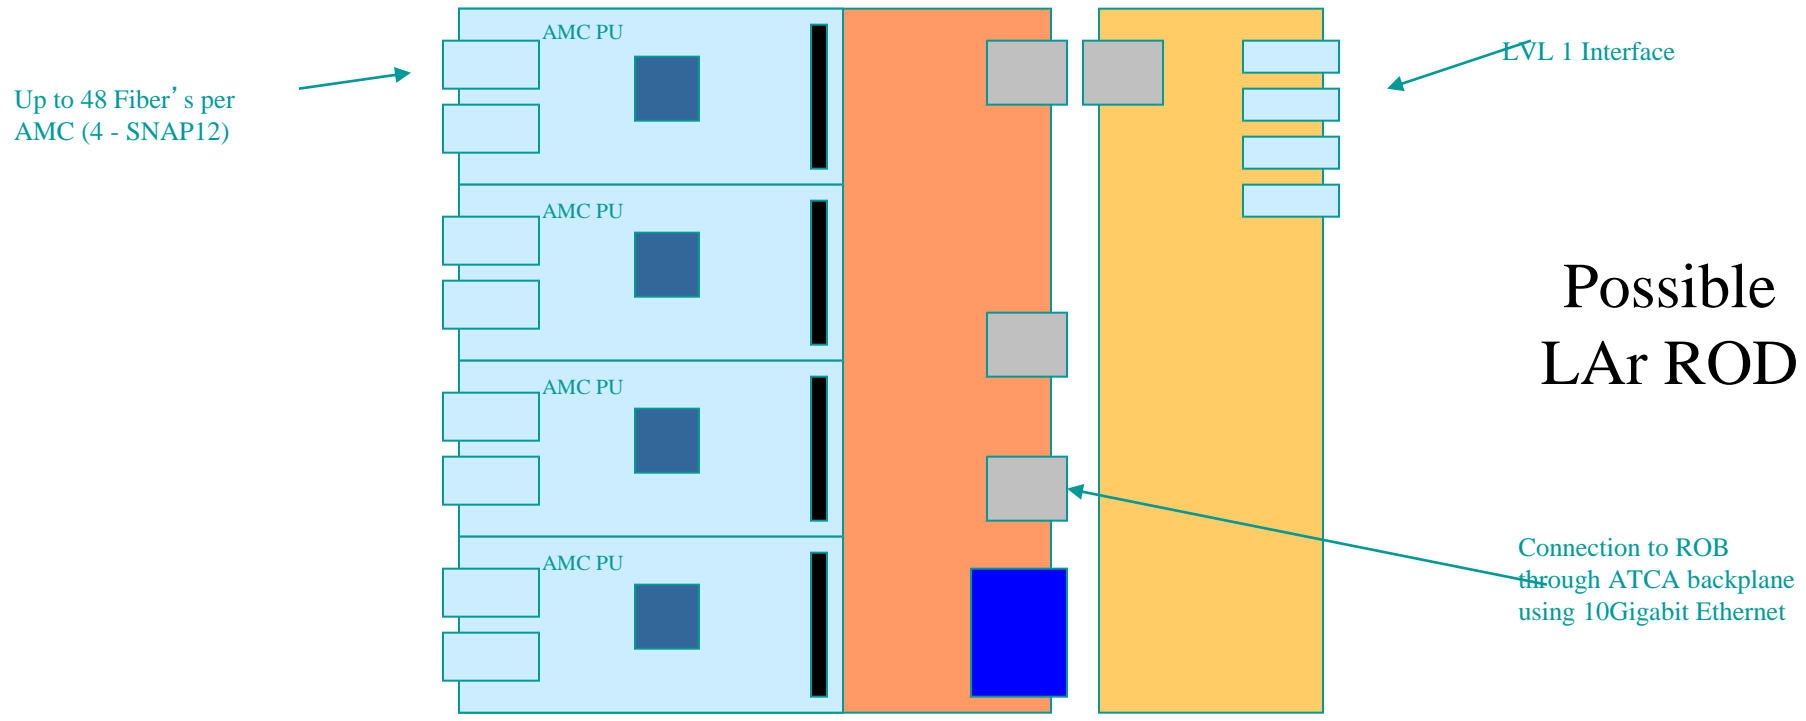 AMC PU
LVL 1 Interface
Up to 48 Fiber’s per
AMC (4 - SNAP12)
AMC PU
Possible
LAr ROD
AMC PU
Connection to ROB
through ATCA backplane
using 10Gigabit Ethernet
AMC PU